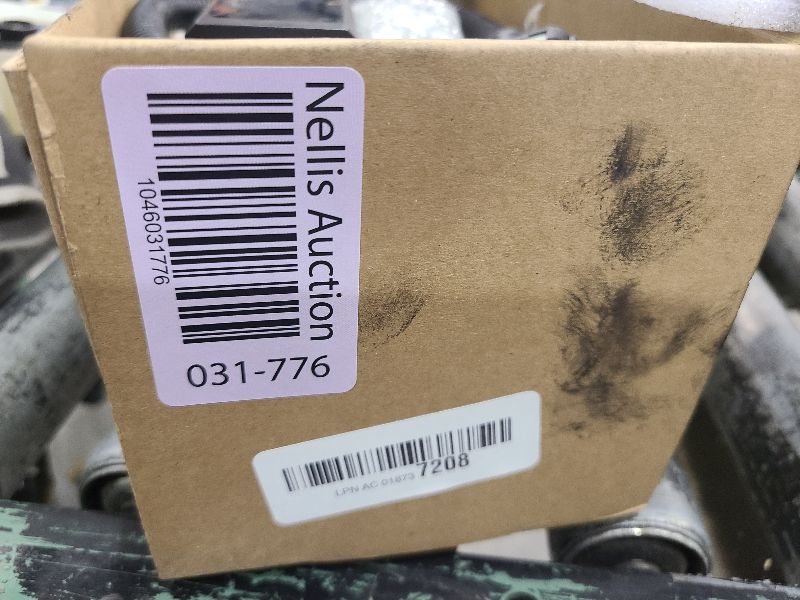 Nellis Auction
1046031776
031-776
LPN AC 01873 7208